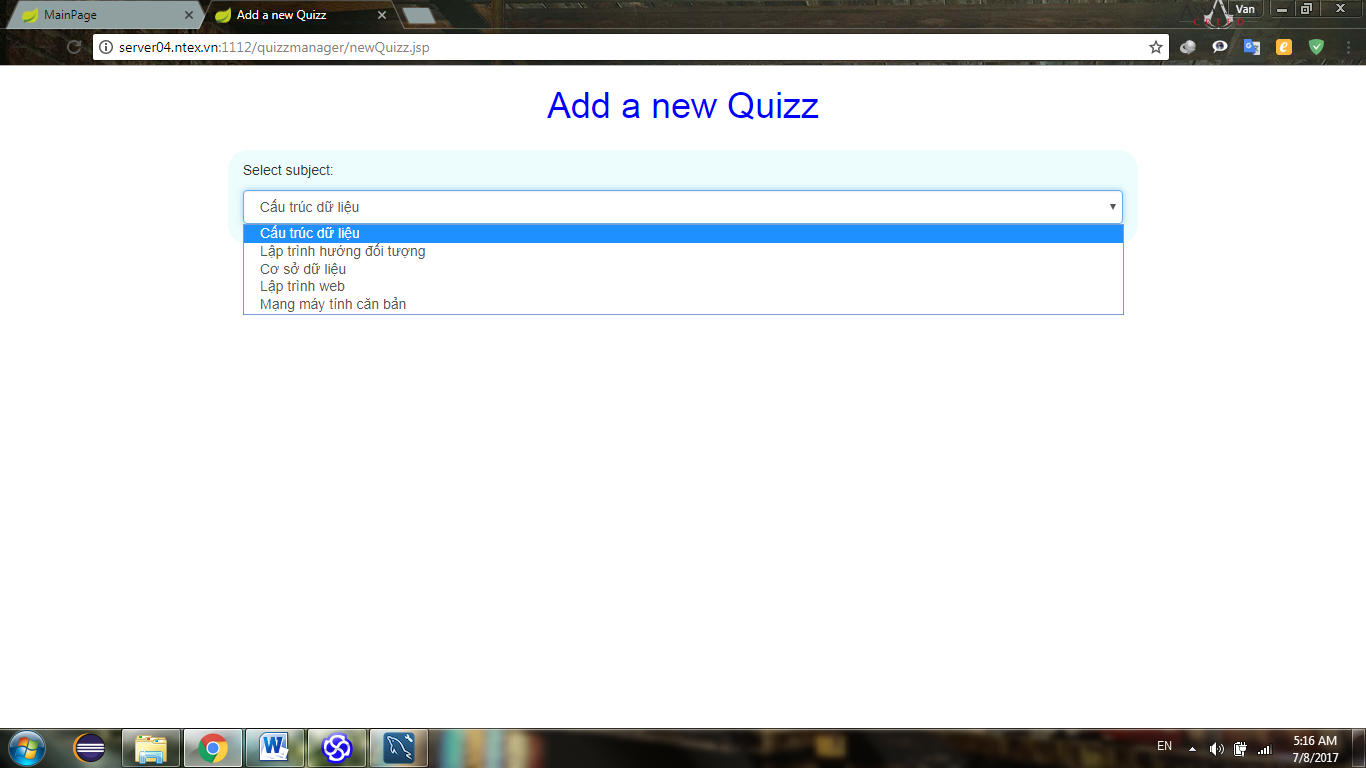 MainPage
Add a new Quizz
Van
server04.ntex.vn:1112/quizzmanager/newQuizz.jsp
Add a new Quizz
Select subject:
Cấu trúc dữ liệu
Cấu trúc dữ liệu
Lập trình hướng đối tượng
Cơ sở dữ liệu
Lập trình web
Mạng máy tính căn bản
EN
5:16 AM
7/8/2017